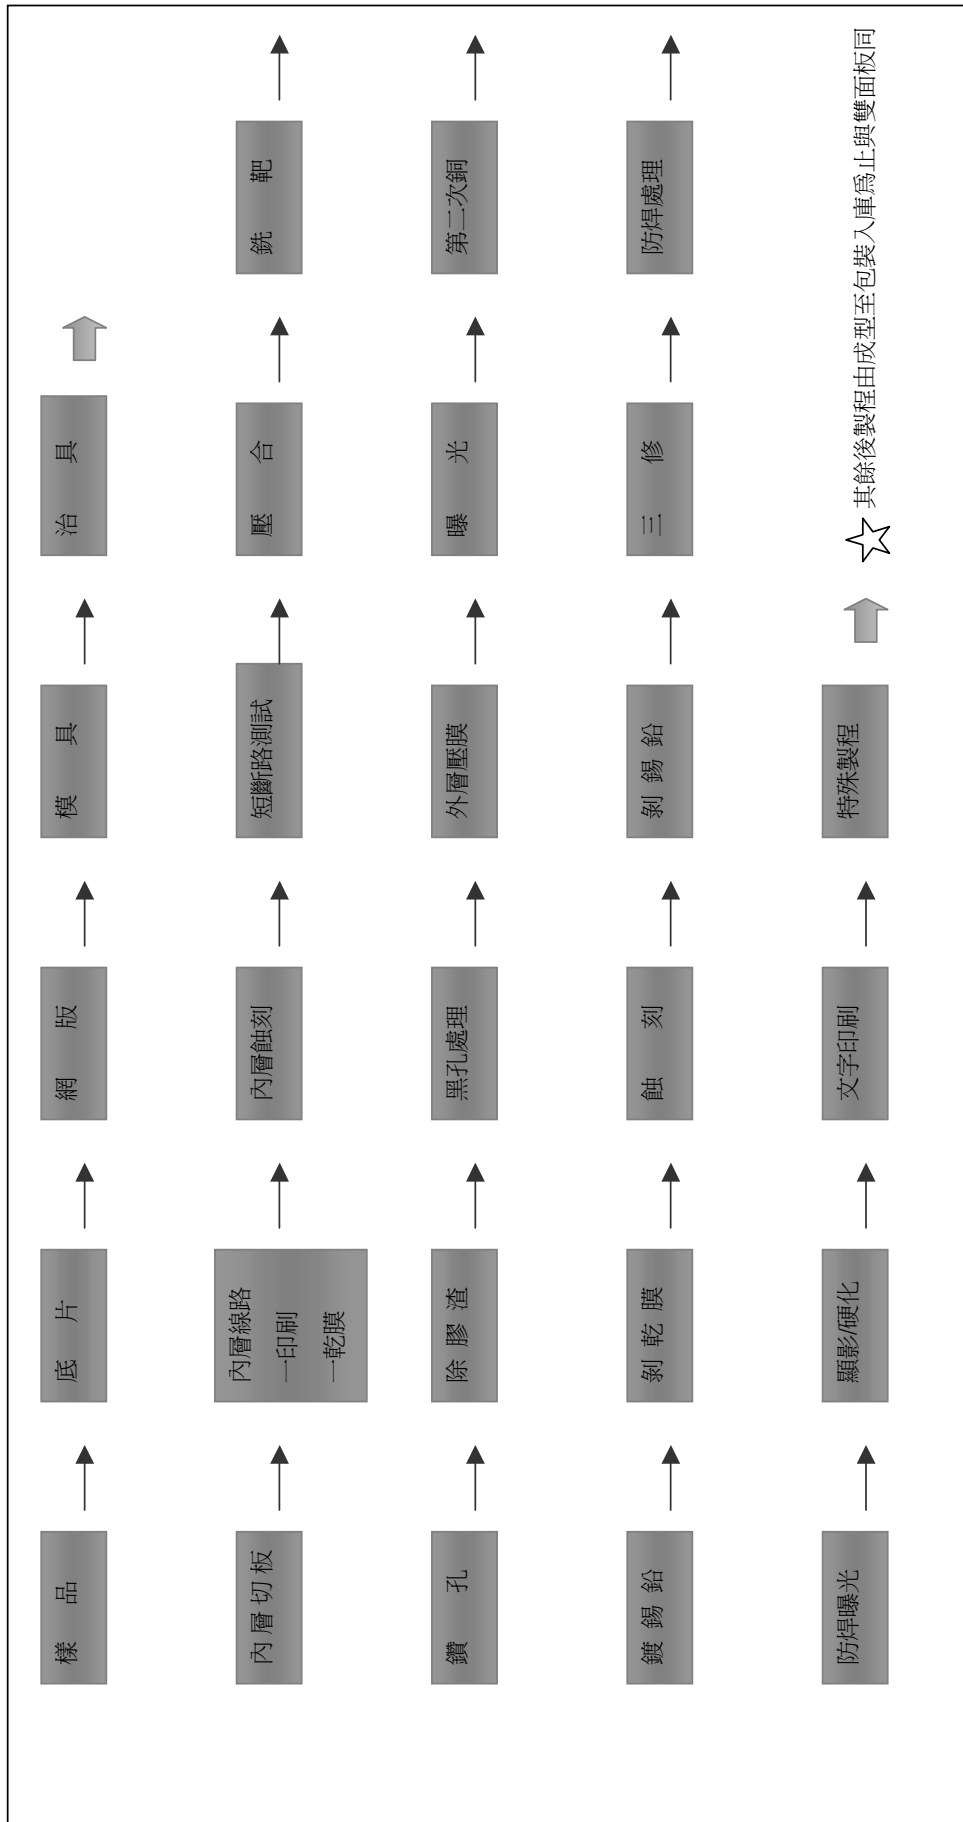 樣 品
底 片
網 版
模 具
治 具
內 層 切 板
內層線路
一印刷
一乾膜
內層蝕刻
短斷路測試
壓 合
銑 靶
鑽 孔
除 膠 渣
黑孔處理
外層壓膜
曝 光
第二次銅
鍍 錫 鉛
剝 乾 膜
蝕 刻
剝 錫 鉛
三 修
防焊處理
防焊曝光
顯影/硬化
文字印刷
特殊製程
其餘後製程由成型至包裝入庫為止與雙面板同